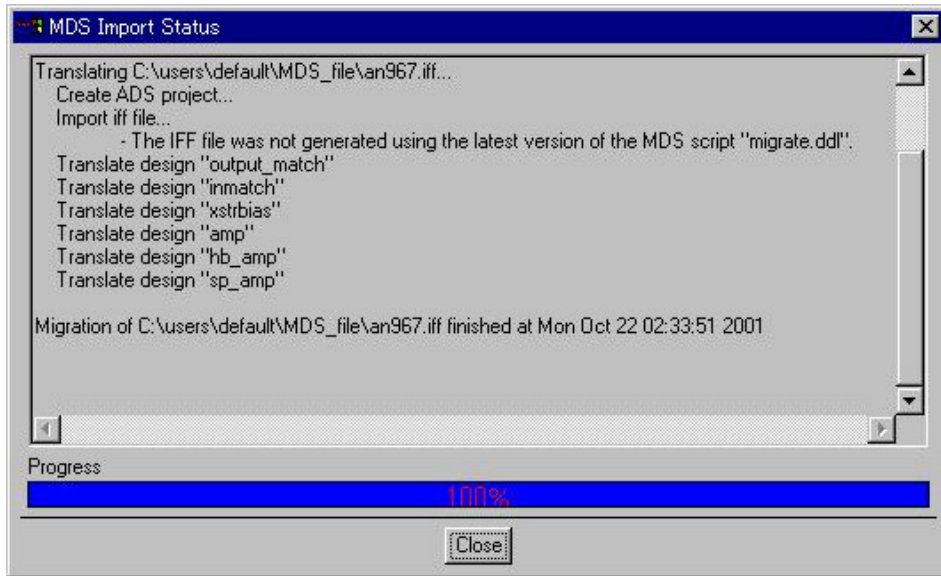 MDS Import Status
Translating C:\users\default\MDS_file\an967.iff...
Create ADS project...
Import iff file...
- The IFF file was not generated using the latest version of the MDS script "migrate.ddl".
Translate design "output_match"
Translate design "inmatch"
Translate design "xstrbias"
Translate design "amp"
Translate design "hb_amp"
Translate design "sp_amp"
Migration of C:\users\default\MDS_file\an967.iff finished at Mon Oct 22 02:33:51 2001
Progress
100%
Close